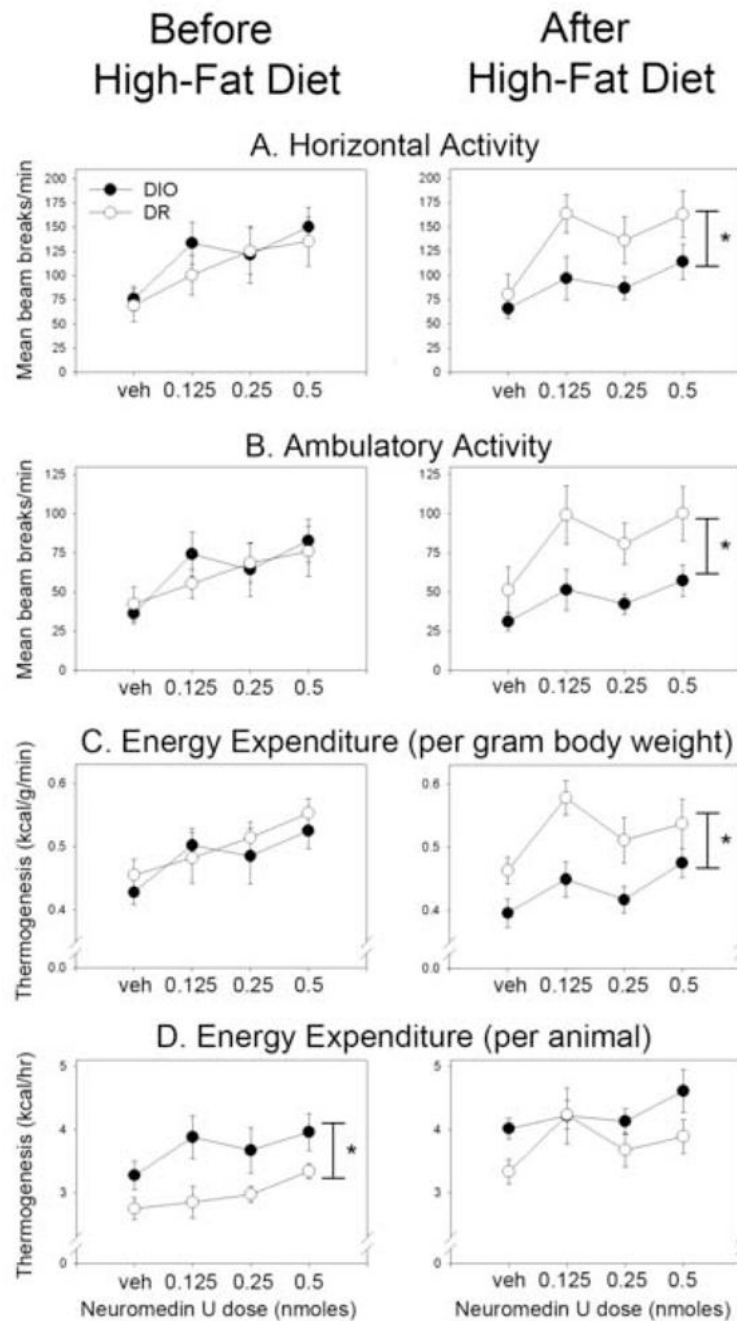 Before
High-Fat Diet
After
High-Fat Diet
A. Horizontal Activity
Mean beam breaks/min
200
175
150
125
100
75
50
25
0
DIO
DR
veh 0.125 0.25 0.5
200
175
150
125
100
75
50
25
0
*
veh 0.125 0.25 0.5
B. Ambulatory Activity
Mean beam breaks/min
125
100
75
50
25
0
veh 0.125 0.25 0.5
125
100
75
50
25
0
*
veh 0.125 0.25 0.5
C. Energy Expenditure (per gram body weight)
Thermogenesis (kcal/g/min)
0.6
0.5
0.4
0.0
veh 0.125 0.25 0.5
0.6
0.5
0.4
0.0
*
veh 0.125 0.25 0.5
D. Energy Expenditure (per animal)
Thermogenesis (kcal/hr)
5
4
3
0
*
veh 0.125 0.25 0.5
Neuromedin U dose (nmoles)
5
4
3
0
veh 0.125 0.25 0.5
Neuromedin U dose (nmoles)